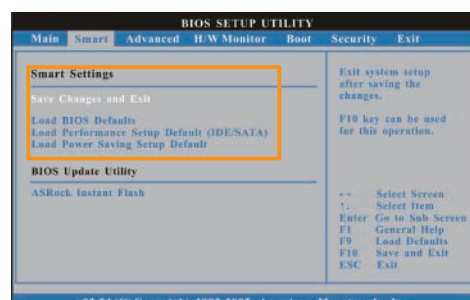 BIOS SETUP UTILITY
Main Smart Advanced H/W Monitor Boot Security Exit
Smart Settings
Save Changes and Exit
Load BIOS Defaults
Load Performance Setup Default (IDE/SATA)
Load Power Saving Setup Default
BIOS Update Utility
ASRock Instant Flash
Exit system setup
after saving the
changes.
F10 key can be used
for this operation.
Select Screen
Select Item
Enter Go to Sub Screen
F1 General Help
F9 Load Defaults
F10 Save and Exit
ESC Exit